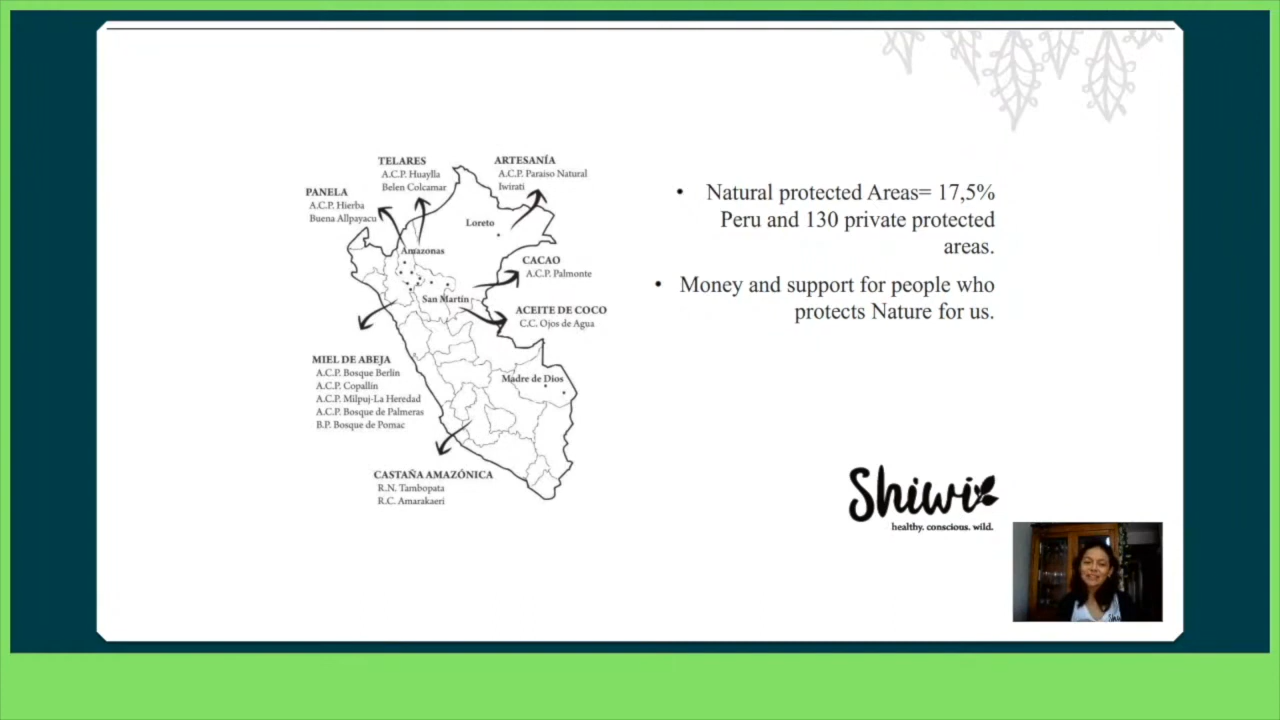 TELARES
A.C.P. Huaylla
Belen Colcamar
ARTESANÍA
A.C.P. Paraiso Natural
Iwirati
PANELA
A.C.P. Hierba
Buena Allpayacu
Loreto
Amazonas
CACAO
A.C.P. Palmonte
San Martín
ACEITE DE COCO
C.C. Ojos de Agua
MIEL DE ABEJA
A.C.P. Bosque Berlín
A.C.P. Copallín
A.C.P. Milpuj-La Heredad
A.C.P. Bosque de Palmeras
B.P. Bosque de Pomac
Madre de Dios
CASTAÑA AMAZÓNICA
R.N. Tambopata
R.C. Amarakaeri
• Natural protected Areas= 17,5%
Peru and 130 private protected
areas.
• Money and support for people who
protects Nature for us.
Shiwi
healthy. conscious. wild.